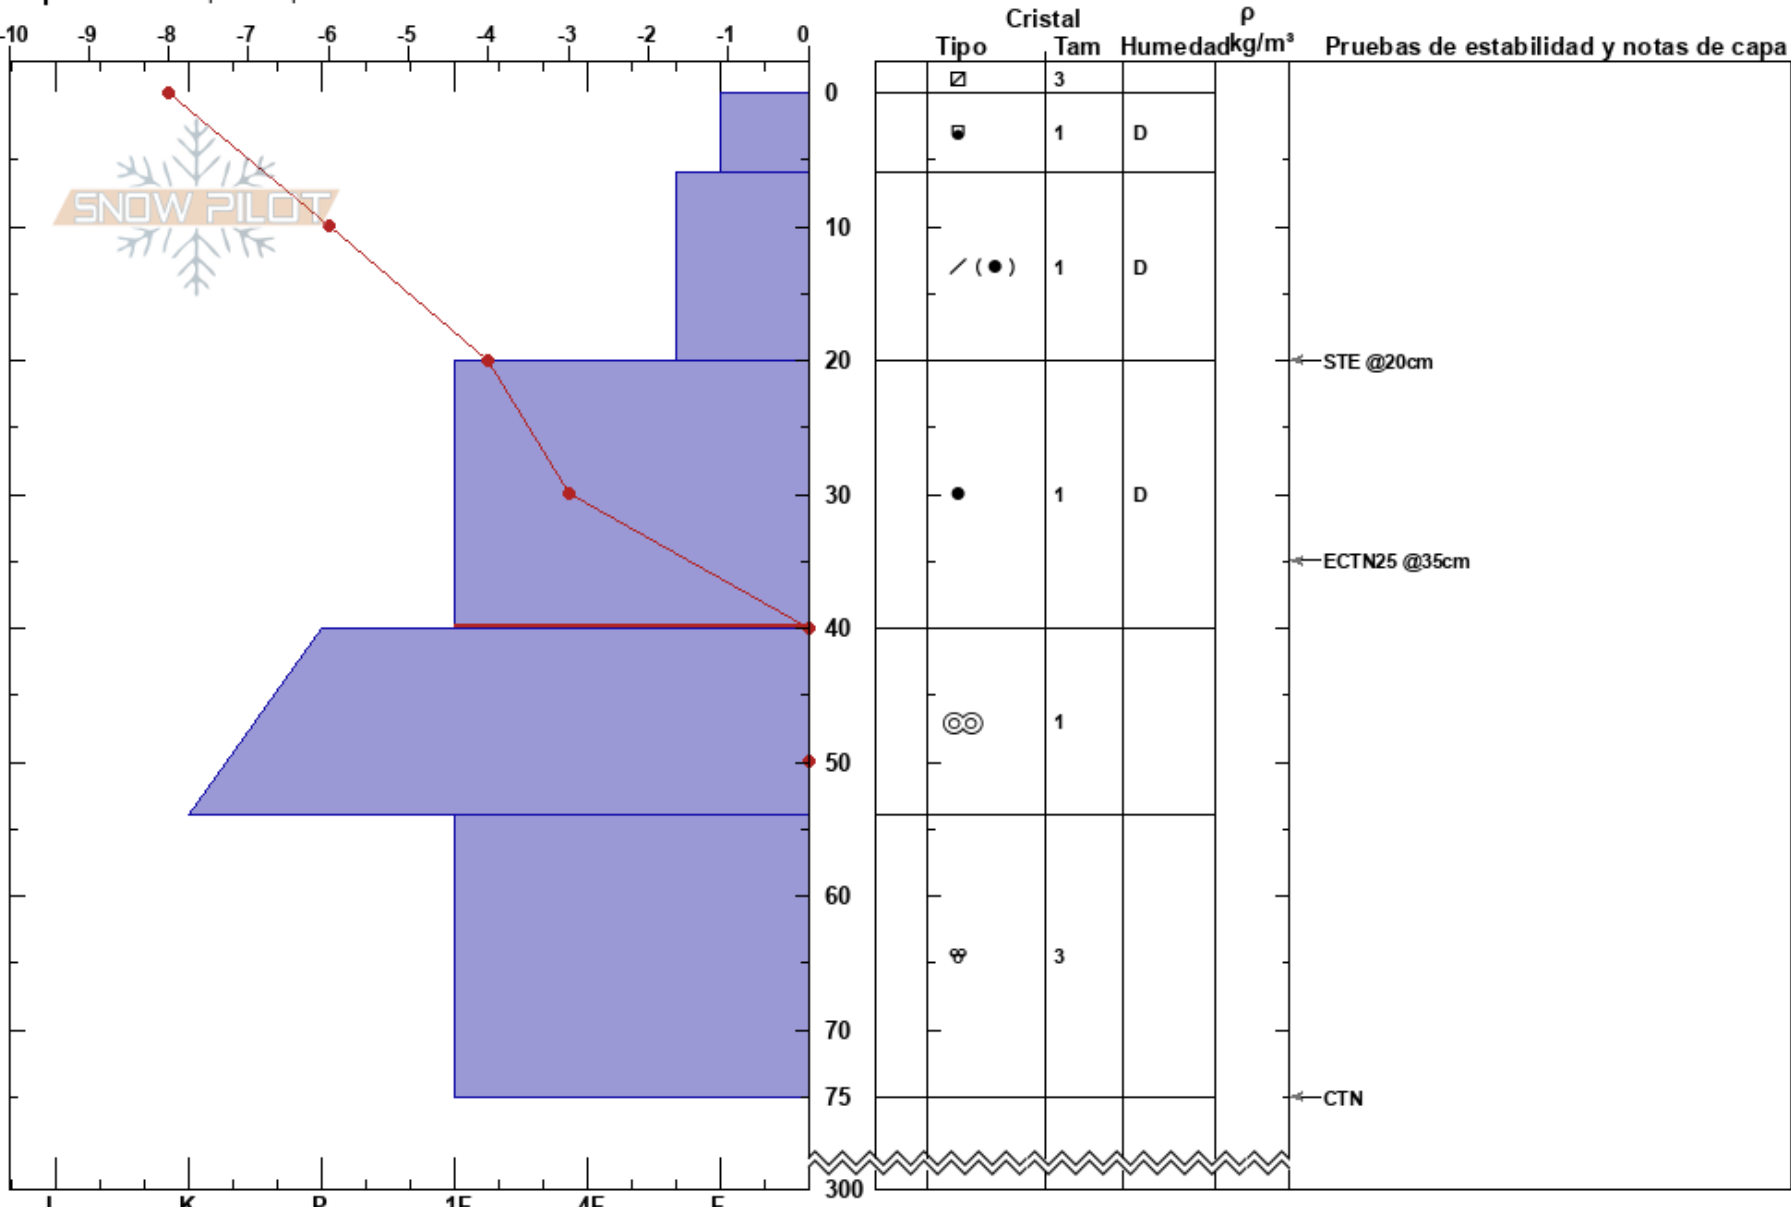 Cristal ρ
-10 -9 -8 -7 -6 -5 -4 -3 -2 -1 0 Tipo Tam Humedad kg/m³ Pruebas de estabilidad y notas de capa
3
0
1 D
SNOW PILOT
10
( ) 1 D
20 STE @20cm
30 1 D
ECTN25 @35cm
40
1
50
60
3
70
75 CTN
300
I K P 1F 4F F